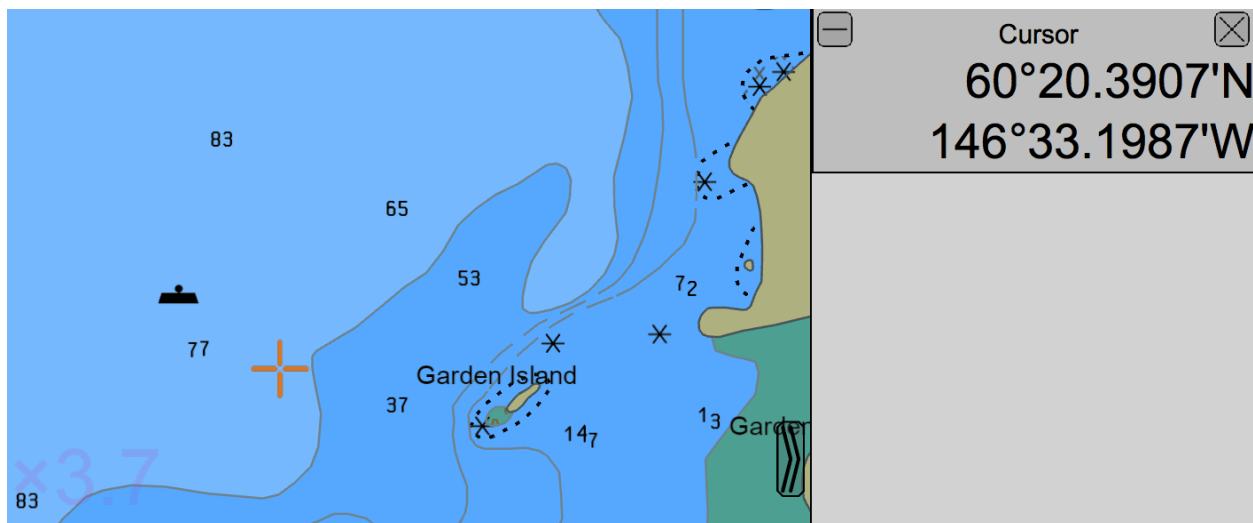 Cursor
60°20.3907'N
146°33.1987'W
83
65
53
7₂
77
Garden Island
37
14₇
1₃
Garden
×3.7
83